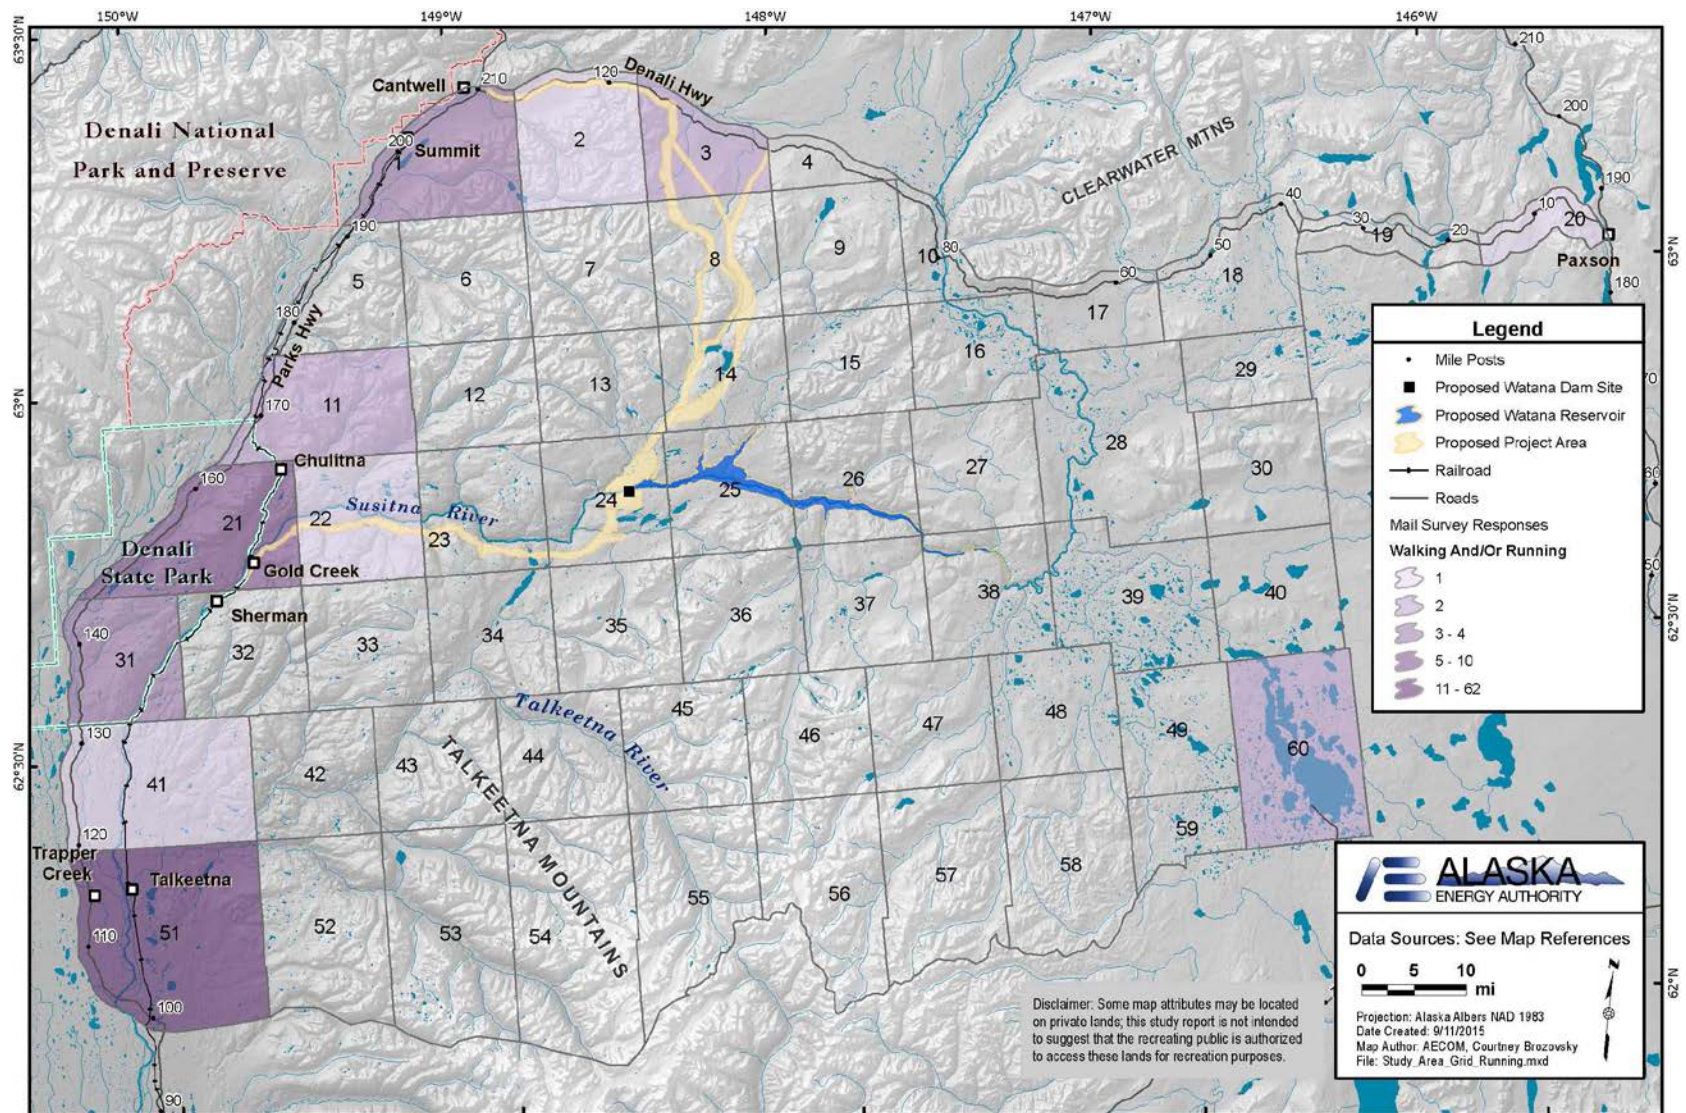 150°W
149°W
148°W
147°W
146°W
63°30'N
63°N
62°30'N
63°N
62°30'N
62°N
Denali National
Park and Preserve
Cantwell
210
120
Denali Hwy
200
Summit
190
180
Parks Hwy
170
Chulitna
160
Denali
State Park
Gold Creek
Sherman
140
130
120
Trapper
Creek
Talkeetna
110
100
90
Susitna River
Talkeetna River
TALKEETNA MOUNTAINS
CLEARWATER MTNS
80
60
50
40
30
20
10
Paxson
210
200
190
180
2
3
4
5
6
7
8
9
10
11
12
13
14
15
16
17
18
19
20
21
22
23
24
25
26
27
28
29
30
31
32
33
34
35
36
37
38
39
40
41
42
43
44
45
46
47
48
49
60
51
52
53
54
55
56
57
58
59
Legend
Mile Posts
Proposed Watana Dam Site
Proposed Watana Reservoir
Proposed Project Area
Railroad
Roads
Mail Survey Responses
Walking And/Or Running
1
2
3 - 4
5 - 10
11 - 62
ALASKA
ENERGY AUTHORITY
Data Sources: See Map References
0 5 10
mi
N
Projection: Alaska Albers NAD 1983
Date Created: 9/11/2015
Map Author: AECOM, Courtney Brozovsky
File: Study_Area_Grid_Running.mxd
Disclaimer: Some map attributes may be located
on private lands; this study report is not intended
to suggest that the recreating public is authorized
to access these lands for recreation purposes.